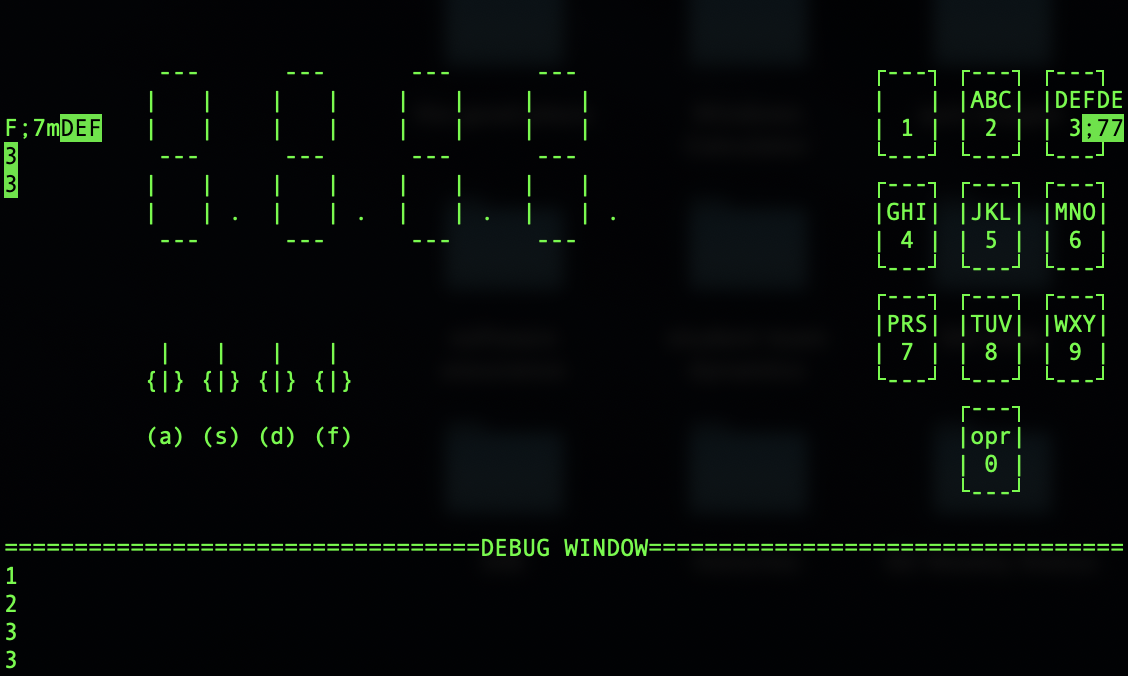 ABC DEFDE
F;7mDEF 1 2 3;77
3
3
. . . .
GHI JKL MNO
4 5 6
PRS TUV WXY
7 8 9
{|} {|} {|} {|}
(a) (s) (d) (f) opr
0
==================================DEBUG WINDOW==================================
1
2
3
3